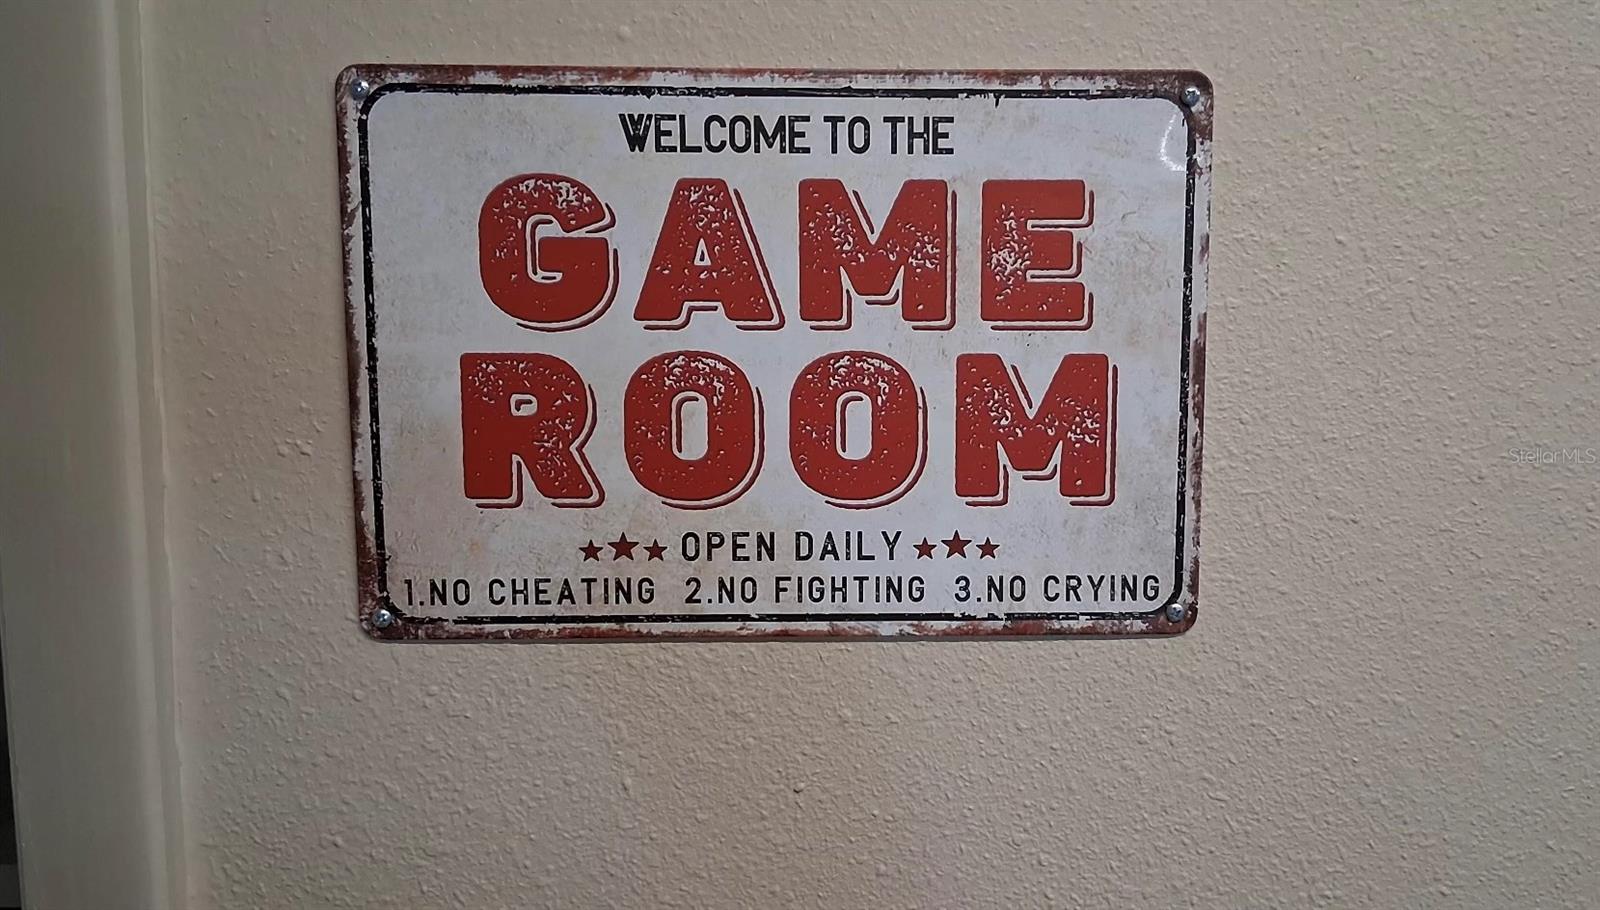 WELCOME TO THE
GAME
ROOM
OPEN DAILY
1.NO CHEATING 2.NO FIGHTING 3.NO CRYING
StellarMLS